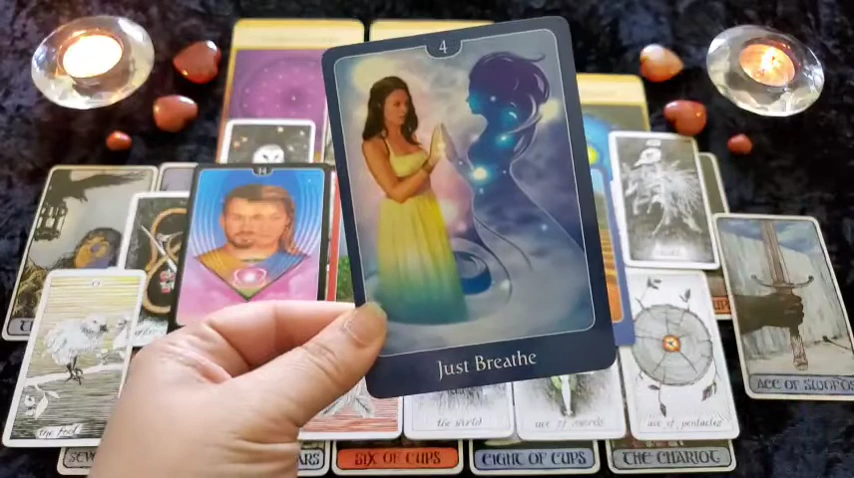 4
Just Breathe
the fool
the world
ace of swords
ace of pentacles
ACE OF SWORDS
SIX OF CUPS
EIGHT OF CUPS
THE CHARIOT